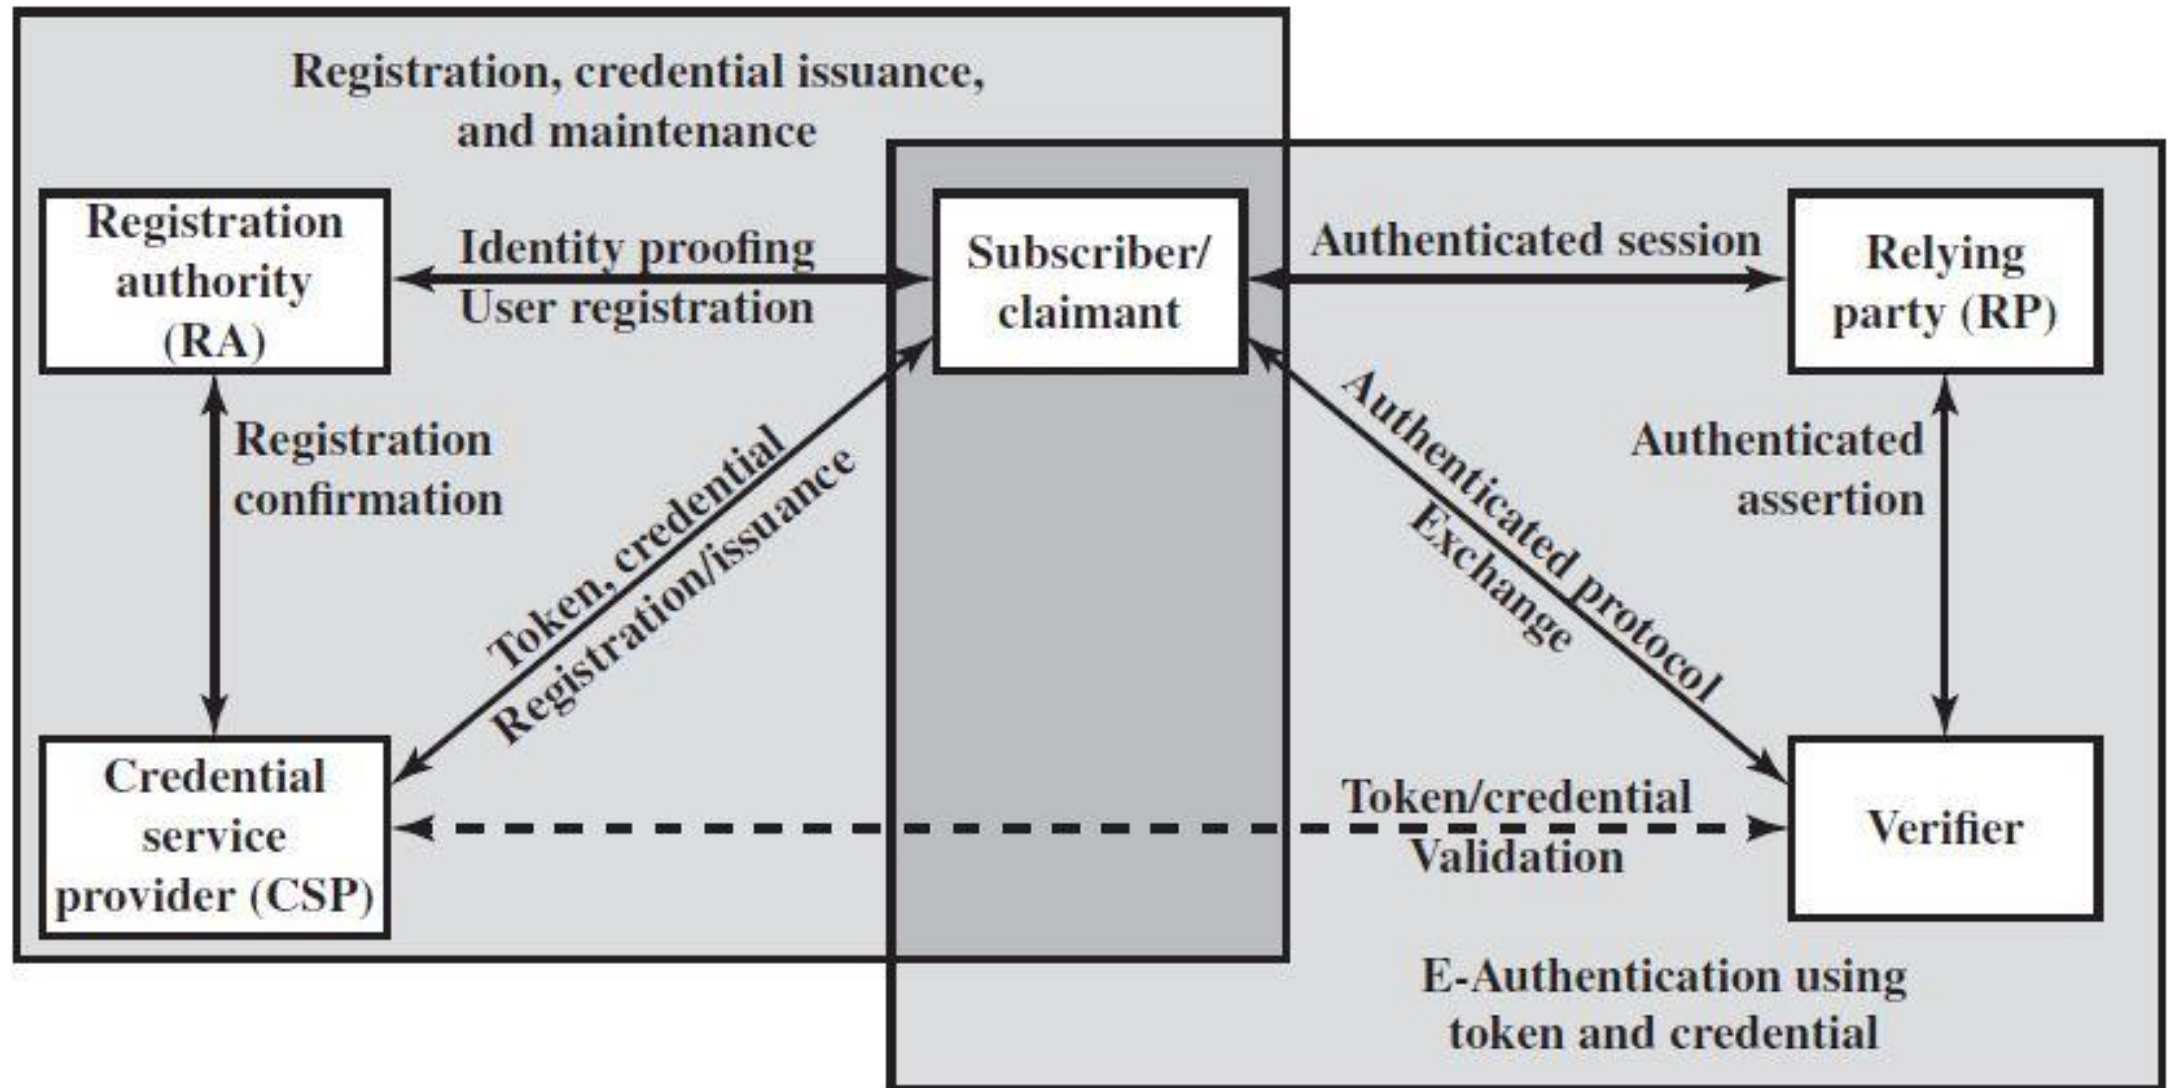 Registration, credential issuance,
and maintenance
Registration
authority
(RA)
Identity proofing
User registration
Subscriber/
claimant
Authenticated session
Relying
party (RP)
Registration
confirmation
Token, credential
Registration/issuance
Authenticated protocol
Exchange
Authenticated
assertion
Credential
service
provider (CSP)
Token/credential
Validation
Verifier
E-Authentication using
token and credential